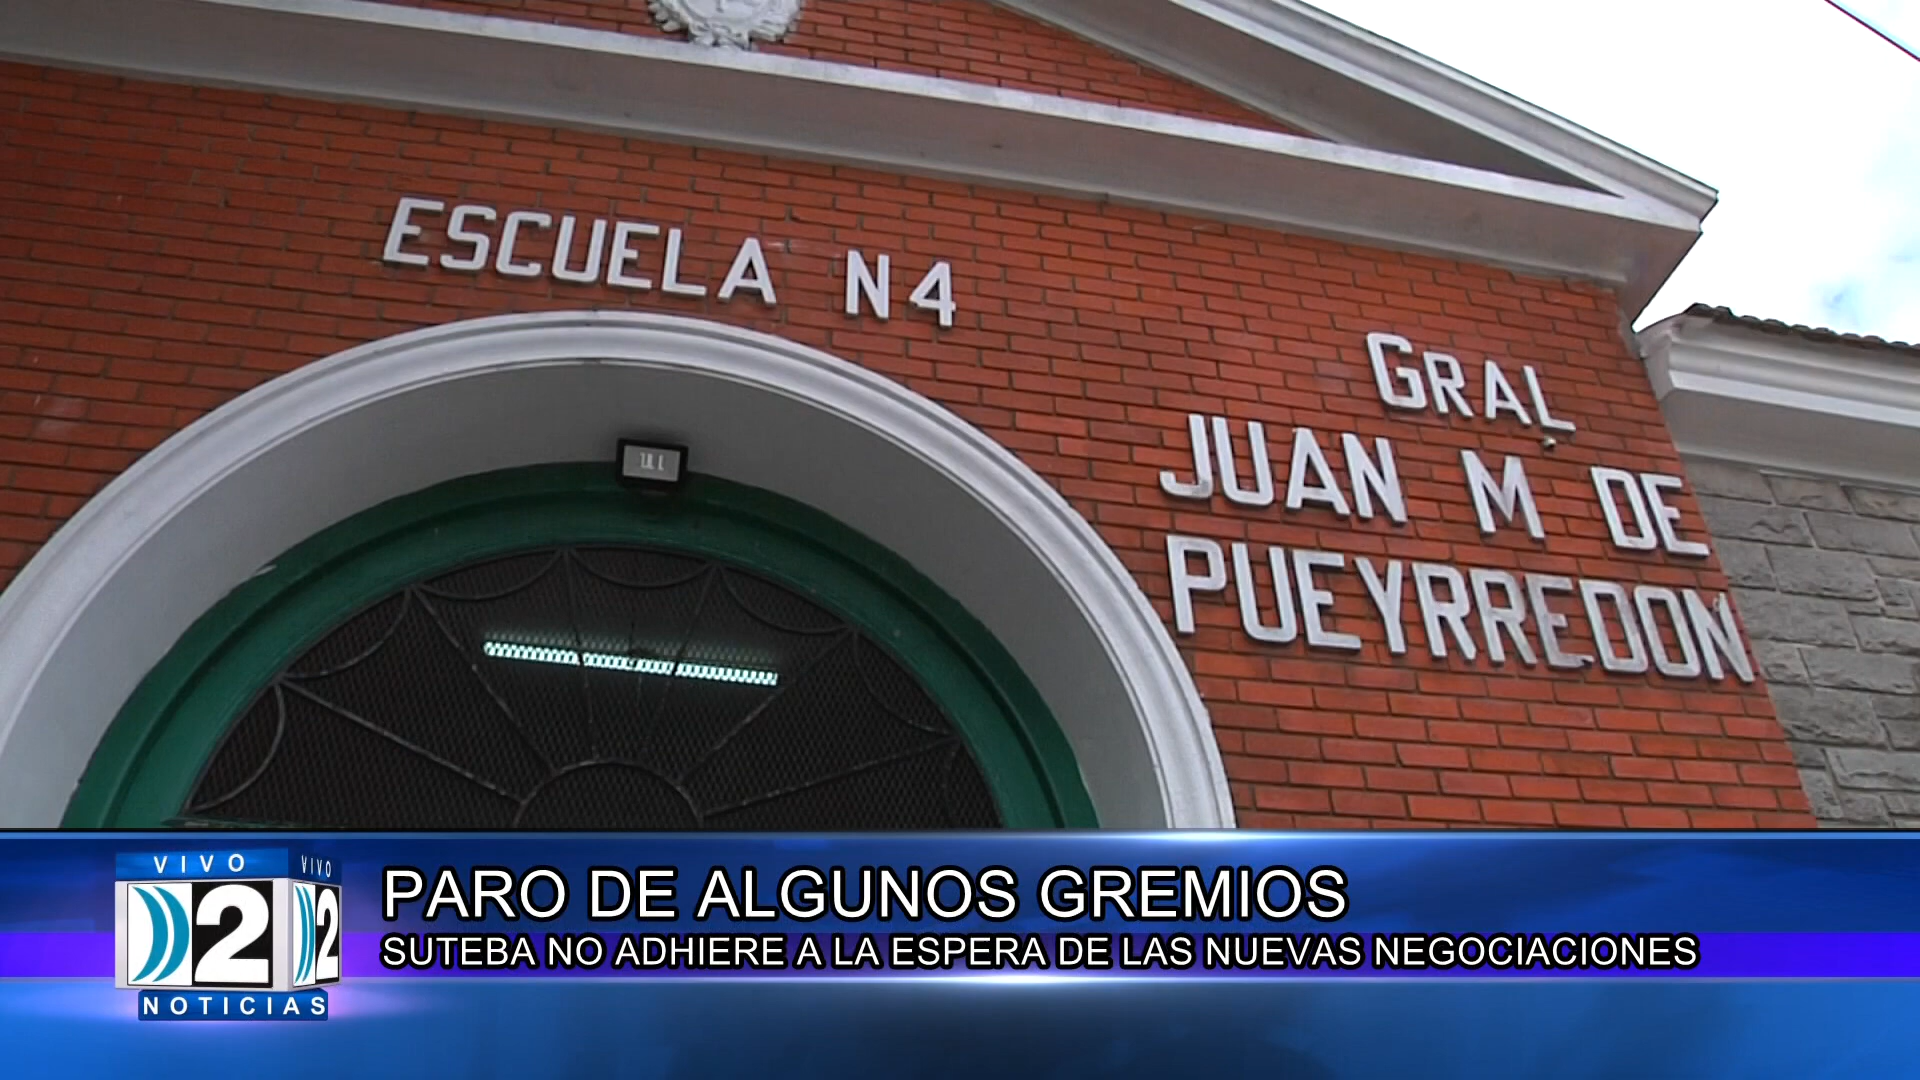 ESCUELA N4
GRAL
JUAN M DE
PUEYRREDON
VIVO
VIVO
2
2
NOTICIAS
PARO DE ALGUNOS GREMIOS
SUTEBA NO ADHIERE A LA ESPERA DE LAS NUEVAS NEGOCIACIONES